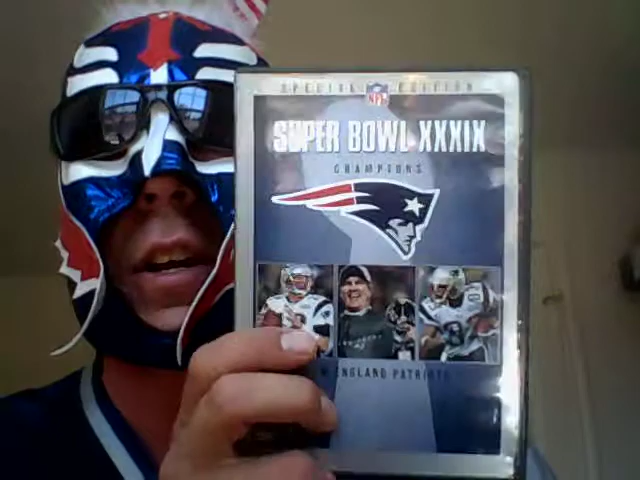 SPECIAL EDITION
NFL
SUPER BOWL XXXIX
CHAMPIONS
ENGLAND PATRIOTS